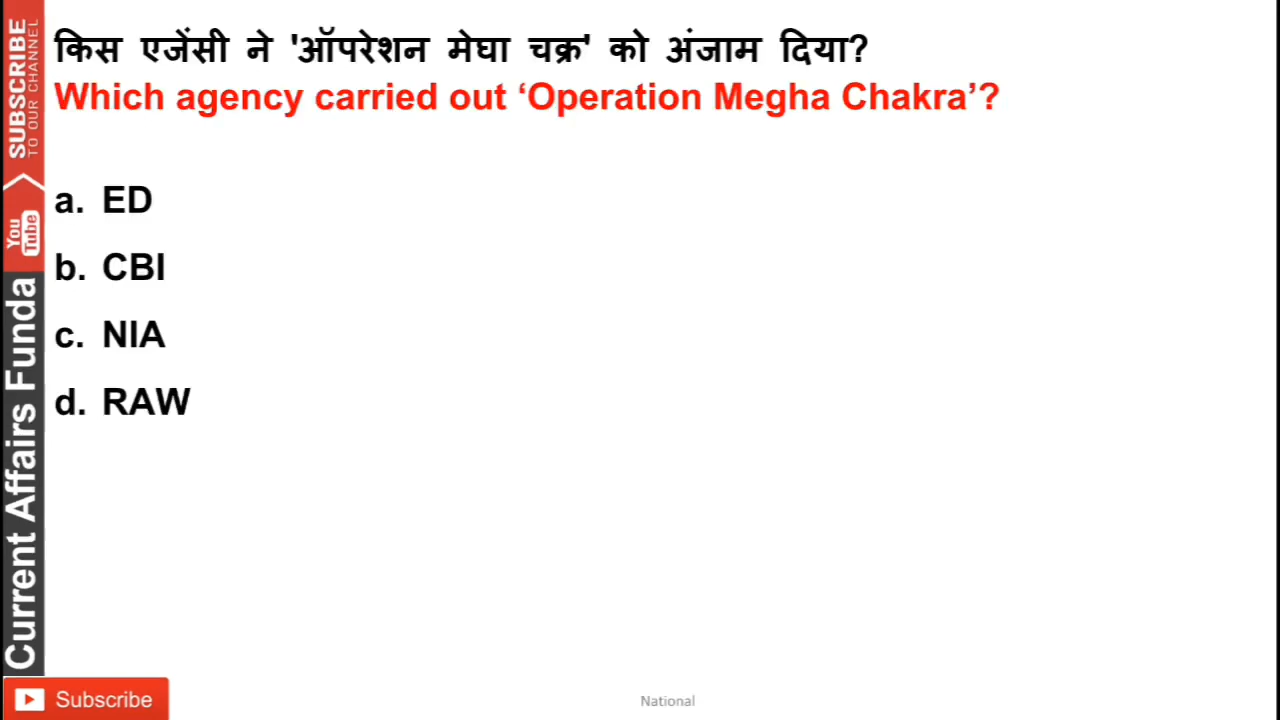 किस एजेंसी ने 'ऑपरेशन मेघा चक्र' को अंजाम दिया?
Which agency carried out ‘Operation Megha Chakra’?
a. ED
b. CBI
c. NIA
d. RAW
SUBSCRIBE
TO OUR CHANNEL
You
Tube
Current Affairs Funda
Subscribe
National